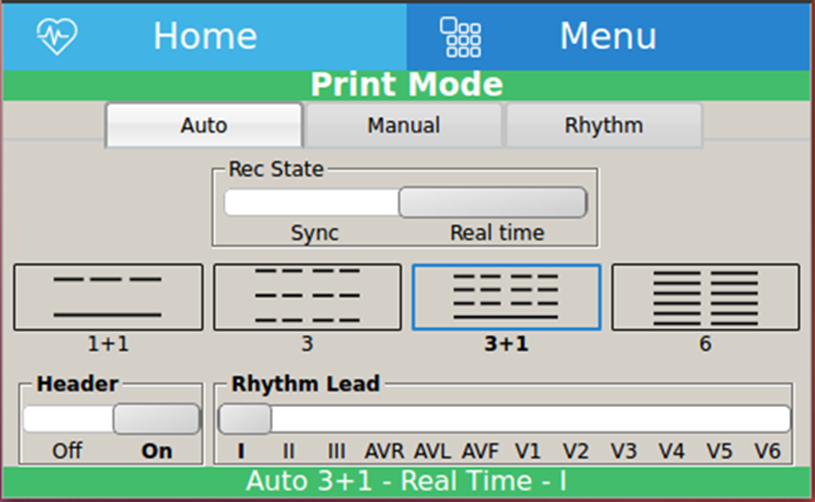 Home Menu
Print Mode
Auto Manual Rhythm
Rec State
Sync Real time
1+1 3 3+1 6
Header Rhythm Lead
Off On I II III AVR AVL AVF V1 V2 V3 V4 V5 V6
Auto 3+1 - Real Time - I